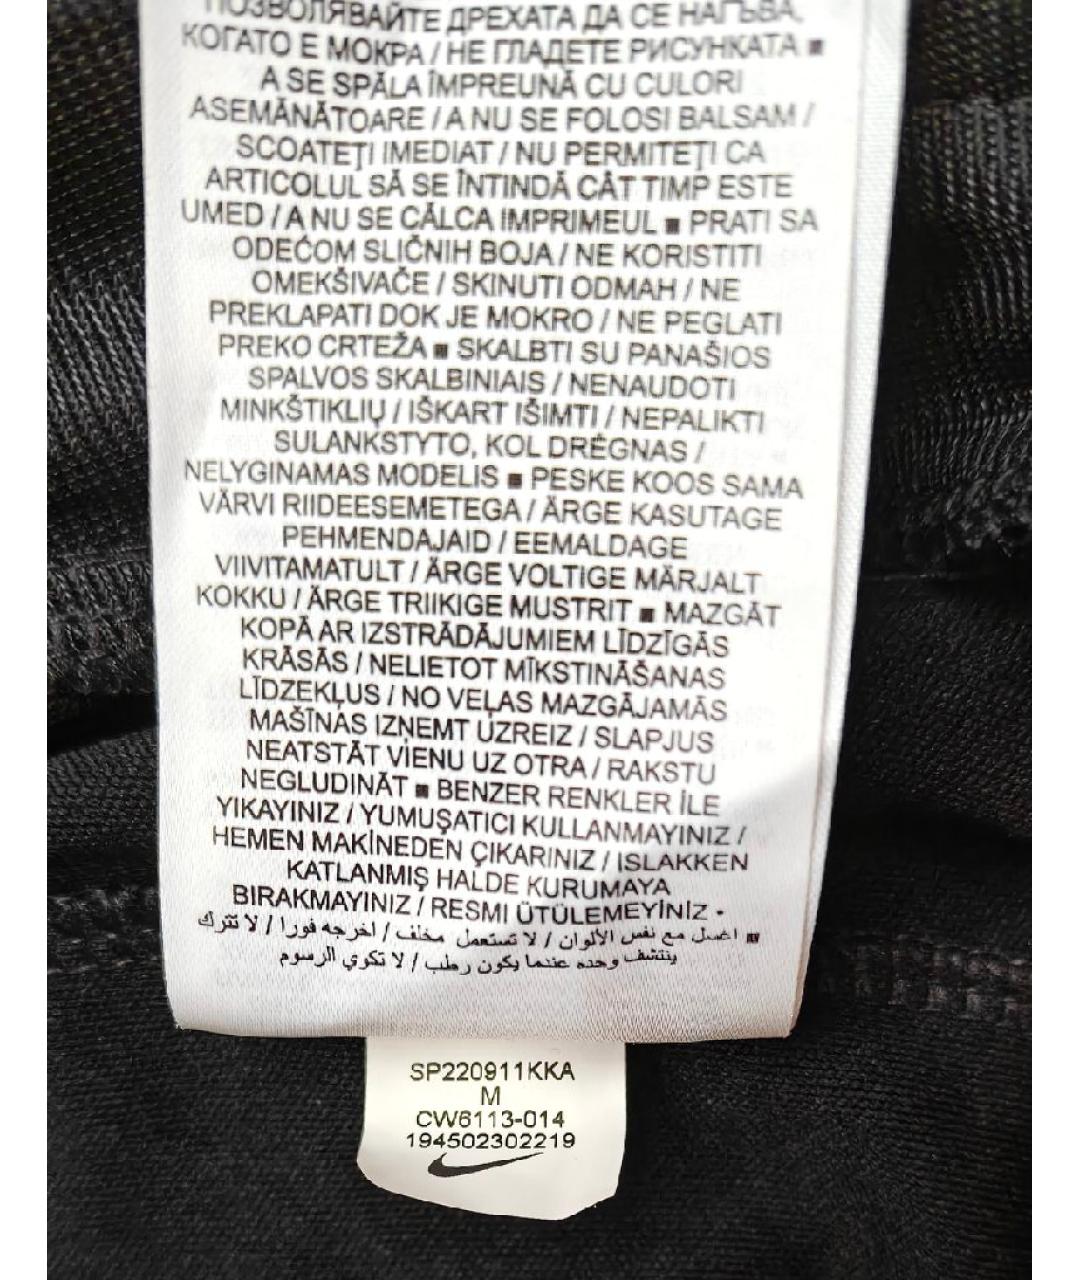 ПОЗВОЛЯВАЙТЕ ДРЕХАТА ДА СЕ НАГЪВА,
КОГАТО Е МОКРА / НЕ ГЛАДЕТЕ РИСУНКАТА ■
A SE SPĂLA ÎMPREUNĂ CU CULORI
ASEMĂNĂTOARE / A NU SE FOLOSI BALSAM /
SCOATEŢI IMEDIAT / NU PERMITEŢI CA
ARTICOLUL SĂ SE ÎNTINDĂ CÂT TIMP ESTE
UMED / A NU SE CĂLCA IMPRIMEUL ■ PRATI SA
ODEĆOM SLIČNIH BOJA / NE KORISTITI
OMEKŠIVAČE / SKINUTI ODMAH / NE
PREKLAPATI DOK JE MOKRO / NE PEGLATI
PREKO CRTEŽA ■ SKALBTI SU PANAŠIOS
SPALVOS SKALBINIAIS / NENAUDOTI
MINKŠTIKLIŲ / IŠKART IŠIMTI / NEPALIKTI
SULANKSTYTO, KOL DRĖGNAS /
NELYGINAMAS MODELIS ■ PESKE KOOS SAMA
VÄRVI RIIDEESEMETEGA / ÄRGE KASUTAGE
PEHMENDAJAID / EEMALDAGE
VIIVITAMATULT / ÄRGE VOLTIGE MÄRJALT
KOKKU / ÄRGE TRIIKIGE MUSTRIT ■ MAZGĀT
KOPĀ AR IZSTRĀDĀJUMIEM LĪDZĪGĀS
KRĀSĀS / NELIETOT MĪKSTINĀŠANAS
LĪDZEKĻUS / NO VEĻAS MAZGĀJAMĀS
MAŠĪNAS IZŅEMT UZREIZ / SLAPJUS
NEATSTĀT VIENU UZ OTRA / RAKSTU
NEGLUDINĀT ■ BENZER RENKLER İLE
YIKAYINIZ / YUMUŞATICI KULLANMAYINIZ /
HEMEN MAKİNEDEN ÇIKARINIZ / ISLAKKEN
KATLANMIŞ HALDE KURUMAYA
BIRAKMAYINIZ / RESMI ÜTÜLEMEYİNİZ •
■ اغسل مع نفس الألوان / لا تستعمل مخلف / اخرجه فورا / لا تترك
ينتشف وحده عندما يكون رطب / لا تكوي الرسوم
SP220911KKA
M
CW6113-014
194502302219